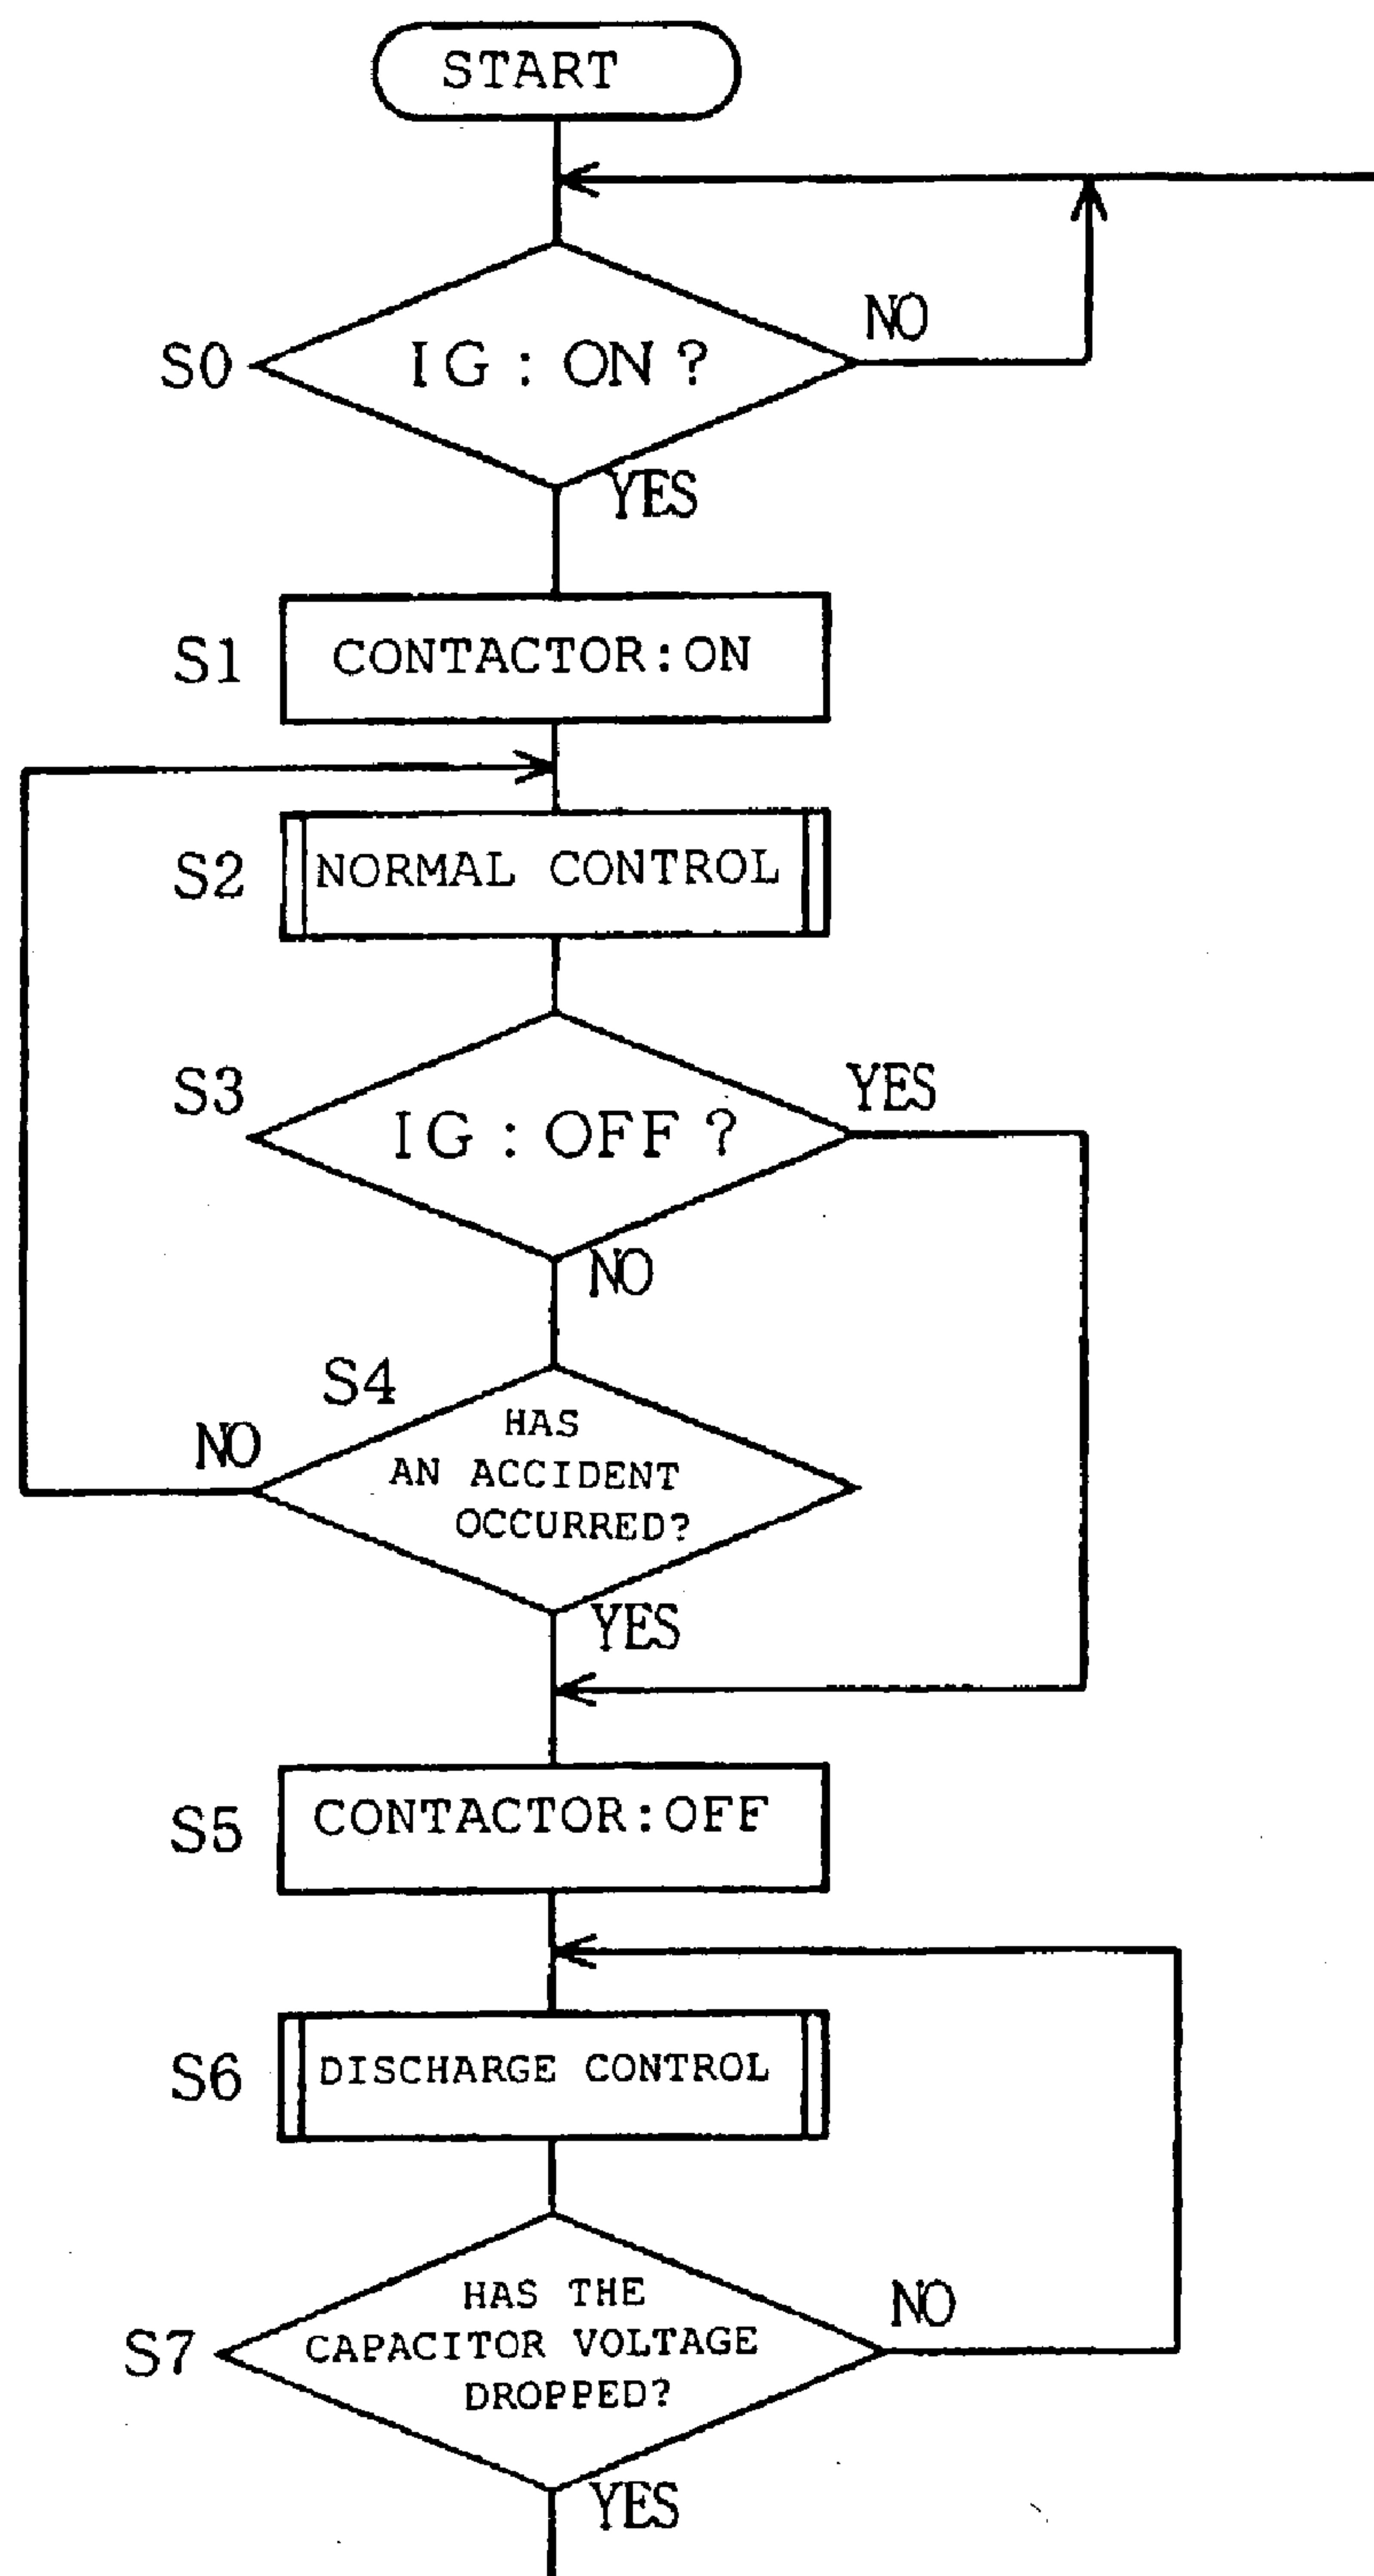 START
NO
S0
IG : ON ?
YES
S1
CONTACTOR:ON
S2
NORMAL CONTROL
S3
YES
IG : OFF ?
NO
S4
HAS
AN ACCIDENT
OCCURRED?
NO
YES
S5
CONTACTOR:OFF
S6
DISCHARGE CONTROL
S7
HAS THE
CAPACITOR VOLTAGE
DROPPED?
NO
YES